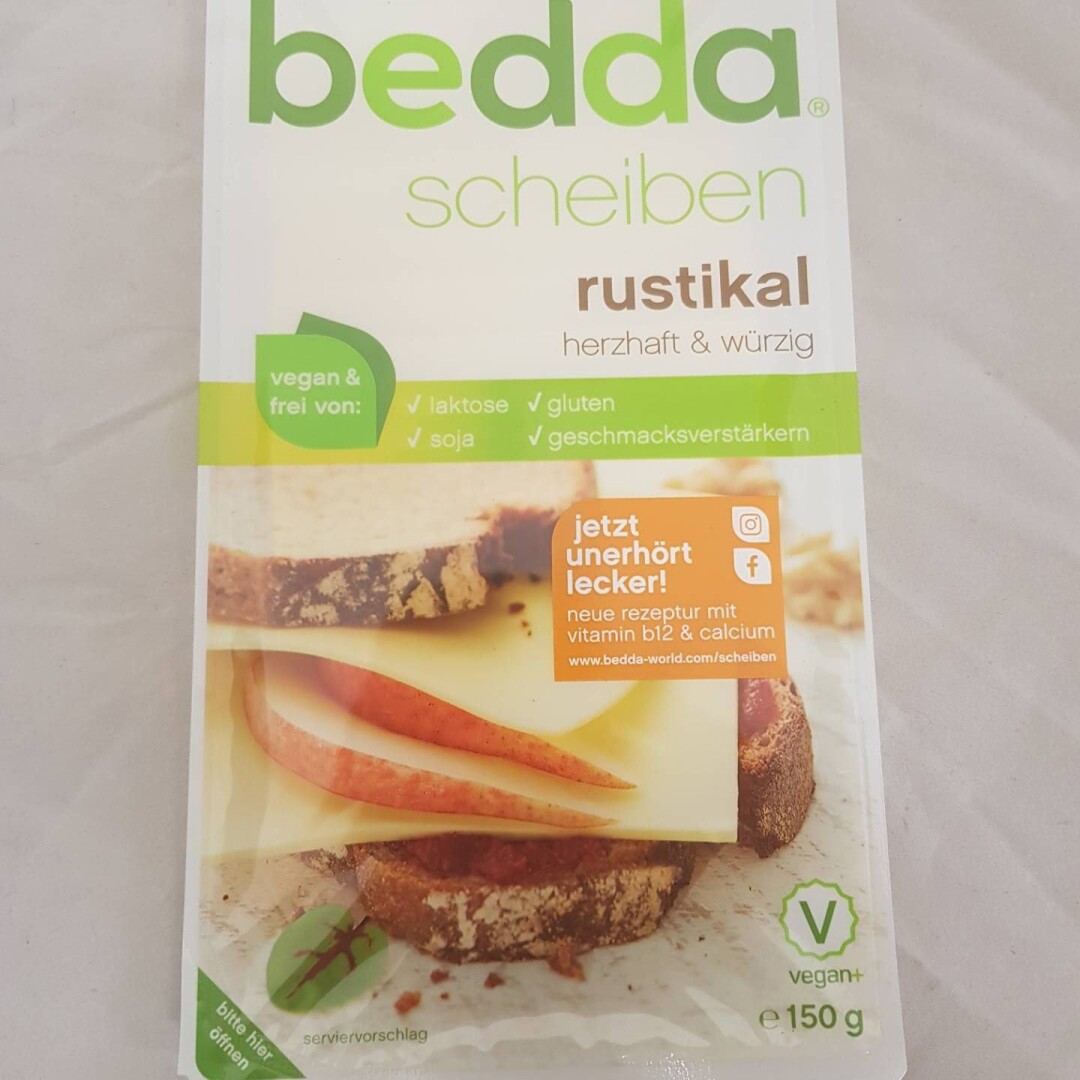 bedda®
scheiben
rustikal
herzhaft & würzig
vegan &
frei von:
✓ laktose ✓ gluten
✓ soja ✓ geschmacksverstärkern
jetzt
unerhört
lecker!
neue rezeptur mit
vitamin b12 & calcium
www.bedda-world.com/scheiben
V
vegan+
℮ 150 g
bitte hier
öffnen
serviervorschlag